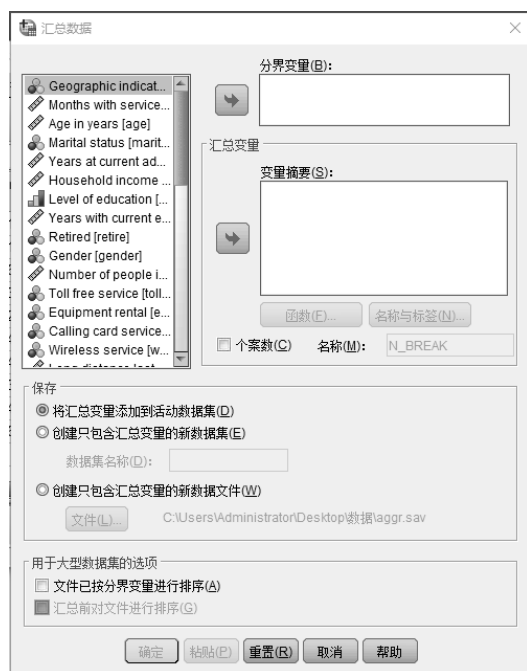 汇总数据
分界变量(B):
Geographic indicat...
Months with service...
Age in years [age]
Marital status [marit...
Years at current ad...
Household income ...
Level of education [...
Years with current e...
Retired [retire]
Gender [gender]
Number of people i...
Toll free service [toll...
Equipment rental [e...
Calling card service...
Wireless service [w...
汇总变量
变量摘要(S):
函数(F)...
名称与标签(N)...
个案数(C) 名称(M): N_BREAK
保存
将汇总变量添加到活动数据集(D)
创建只包含汇总变量的新数据集(E)
数据集名称(D):
创建只包含汇总变量的新数据文件(W)
文件(L)... C:\Users\Administrator\Desktop\数据\aggr.sav
用于大型数据集的选项
文件已按分界变量进行排序(A)
汇总前对文件进行排序(G)
确定 粘贴(P) 重置(R) 取消 帮助